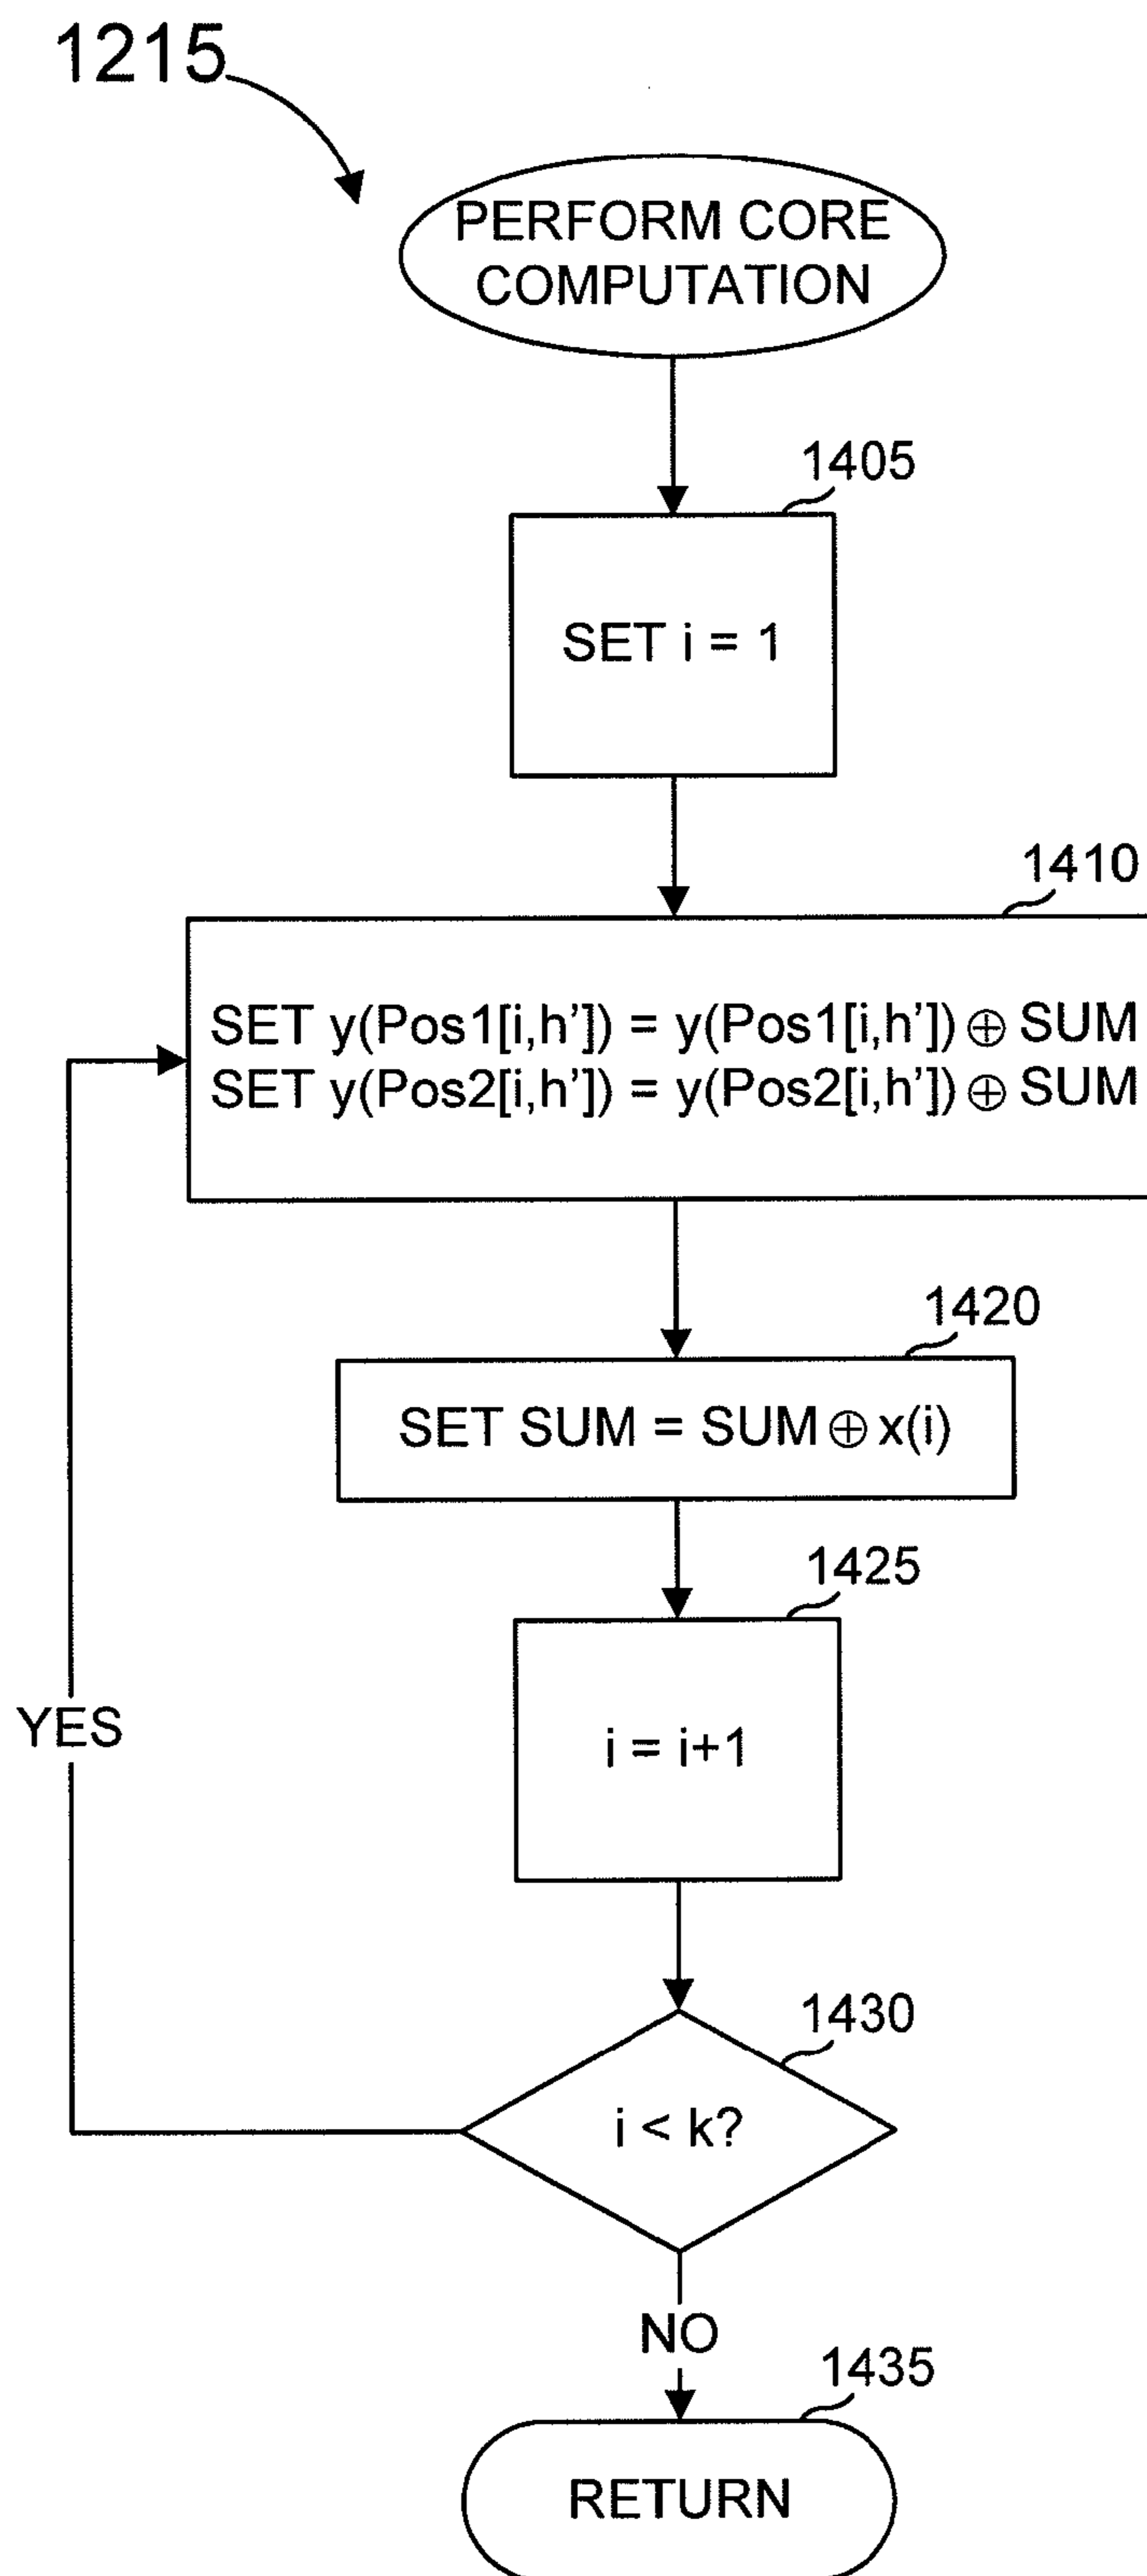 1215
PERFORM CORE
COMPUTATION
1405
SET i = 1
1410
SET y(Pos1[i,h’]) = y(Pos1[i,h’]) ⊕ SUM
SET y(Pos2[i,h’]) = y(Pos2[i,h’]) ⊕ SUM
1420
SET SUM = SUM ⊕ x(i)
1425
i = i+1
YES
1430
i < k?
NO
1435
RETURN